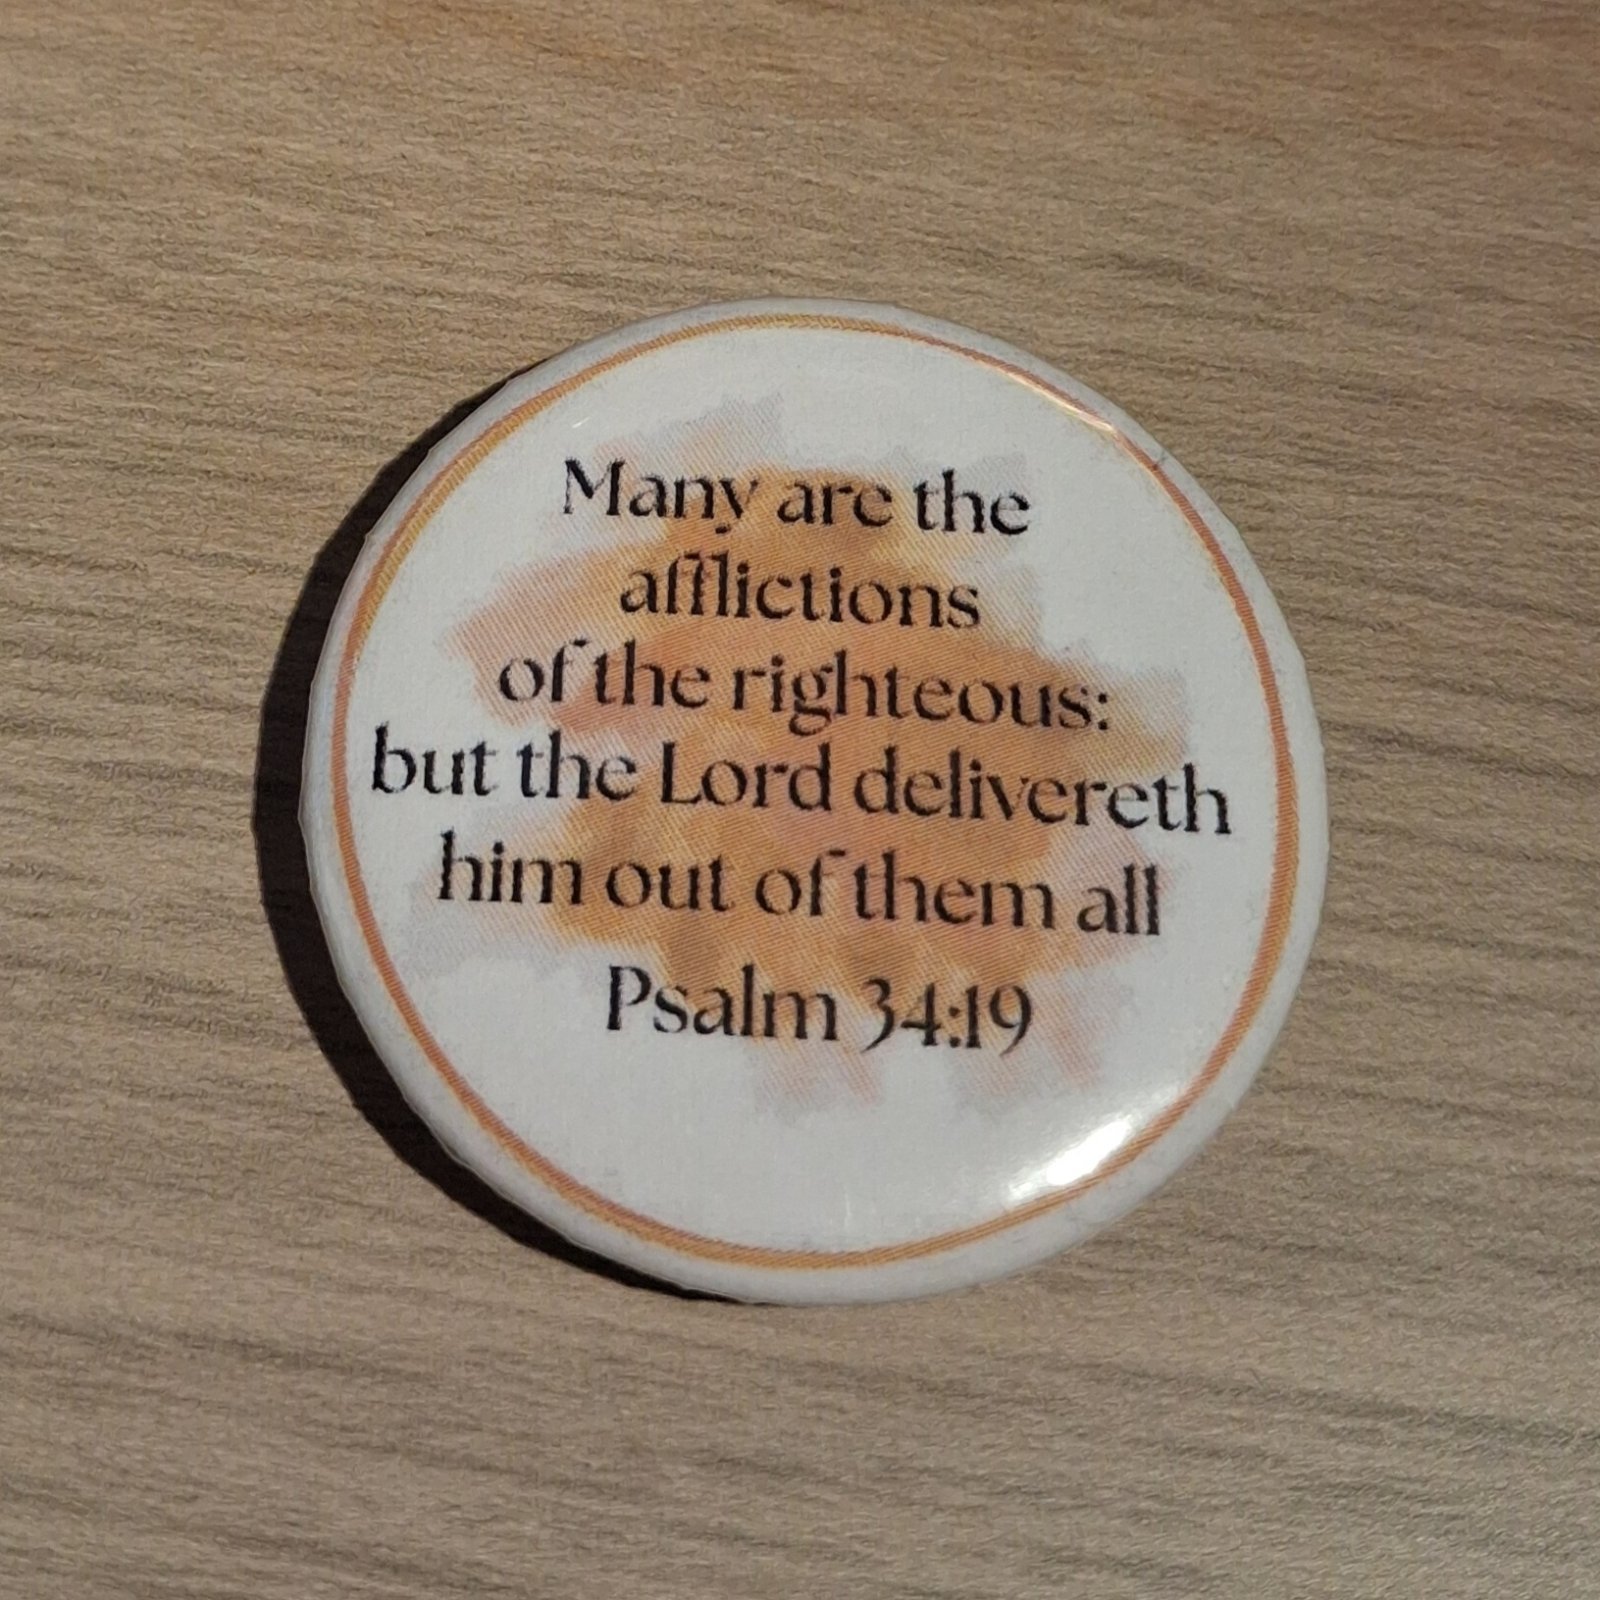 Many are the
afflictions
of the righteous:
but the Lord delivereth
him out of them all
Psalm 34:19